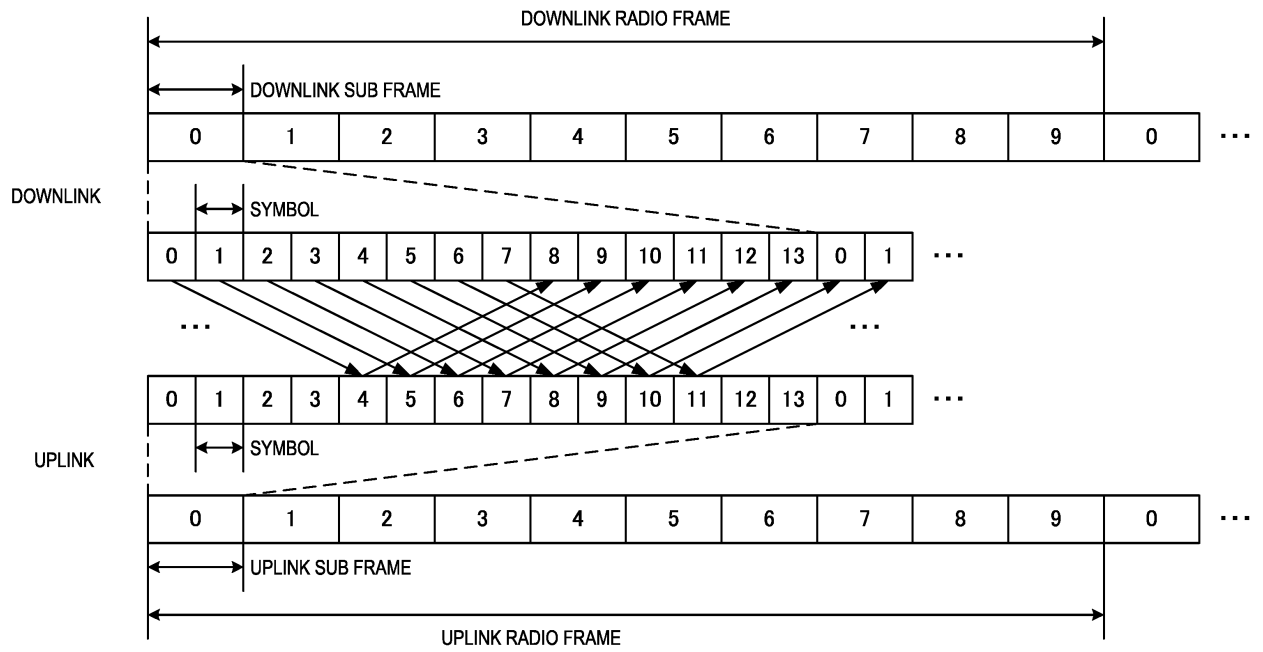 DOWNLINK RADIO FRAME
DOWNLINK SUB FRAME
0 1 2 3 4 5 6 7 8 9 0 ...
DOWNLINK
SYMBOL
0 1 2 3 4 5 6 7 8 9 10 11 12 13 0 1 ...
... ...
0 1 2 3 4 5 6 7 8 9 10 11 12 13 0 1 ...
SYMBOL
UPLINK
0 1 2 3 4 5 6 7 8 9 0 ...
UPLINK SUB FRAME
UPLINK RADIO FRAME